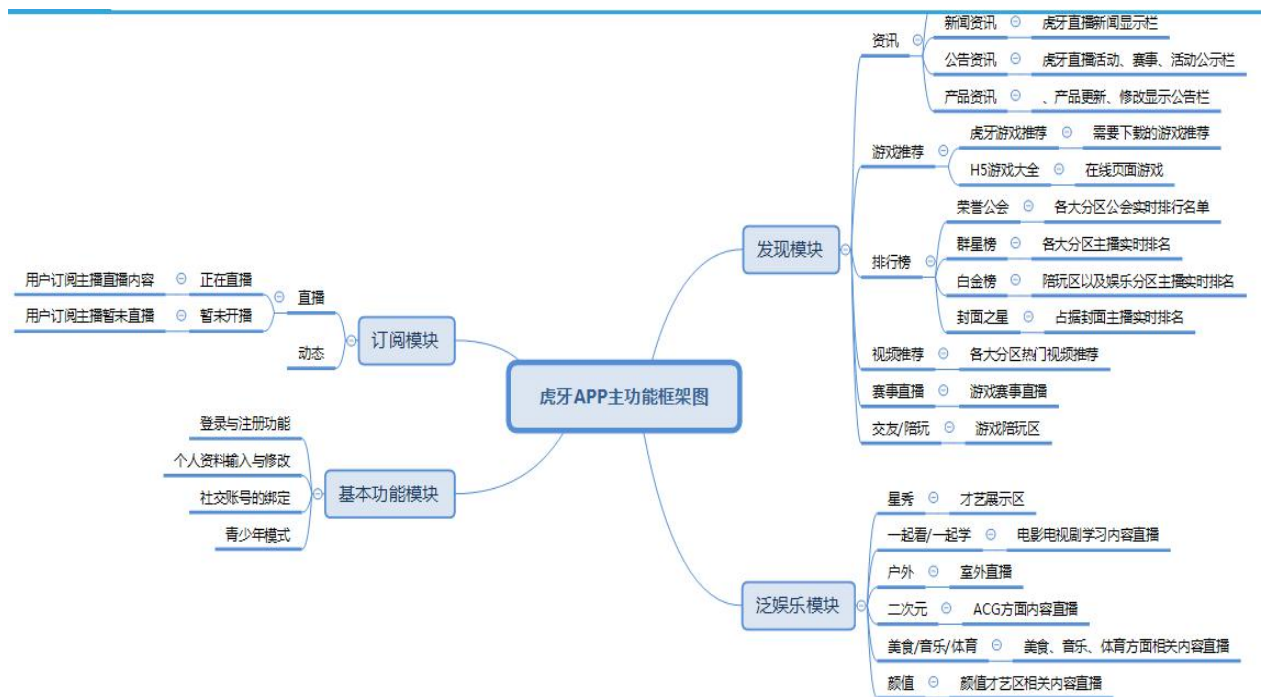 虎牙APP主功能框架图
发现模块
资讯
新闻资讯
虎牙直播新闻显示栏
公告资讯
虎牙直播活动、赛事、活动公示栏
产品资讯
、产品更新、修改显示公告栏
游戏推荐
虎牙游戏推荐
需要下载的游戏推荐
H5游戏大全
在线页面游戏
排行榜
荣誉公会
各大分区公会实时排行名单
群星榜
各大分区主播实时排名
白金榜
陪玩区以及娱乐分区主播实时排名
封面之星
占据封面主播实时排名
视频推荐
各大分区热门视频推荐
赛事直播
游戏赛事直播
交友/陪玩
游戏陪玩区
泛娱乐模块
星秀
才艺展示区
一起看/一起学
电影电视剧学习内容直播
户外
室外直播
二次元
ACG方面内容直播
美食/音乐/体育
美食、音乐、体育方面相关内容直播
颜值
颜值才艺区相关内容直播
订阅模块
直播
正在直播
用户订阅主播直播内容
暂未开播
用户订阅主播暂未直播
动态
基本功能模块
登录与注册功能
个人资料输入与修改
社交账号的绑定
青少年模式